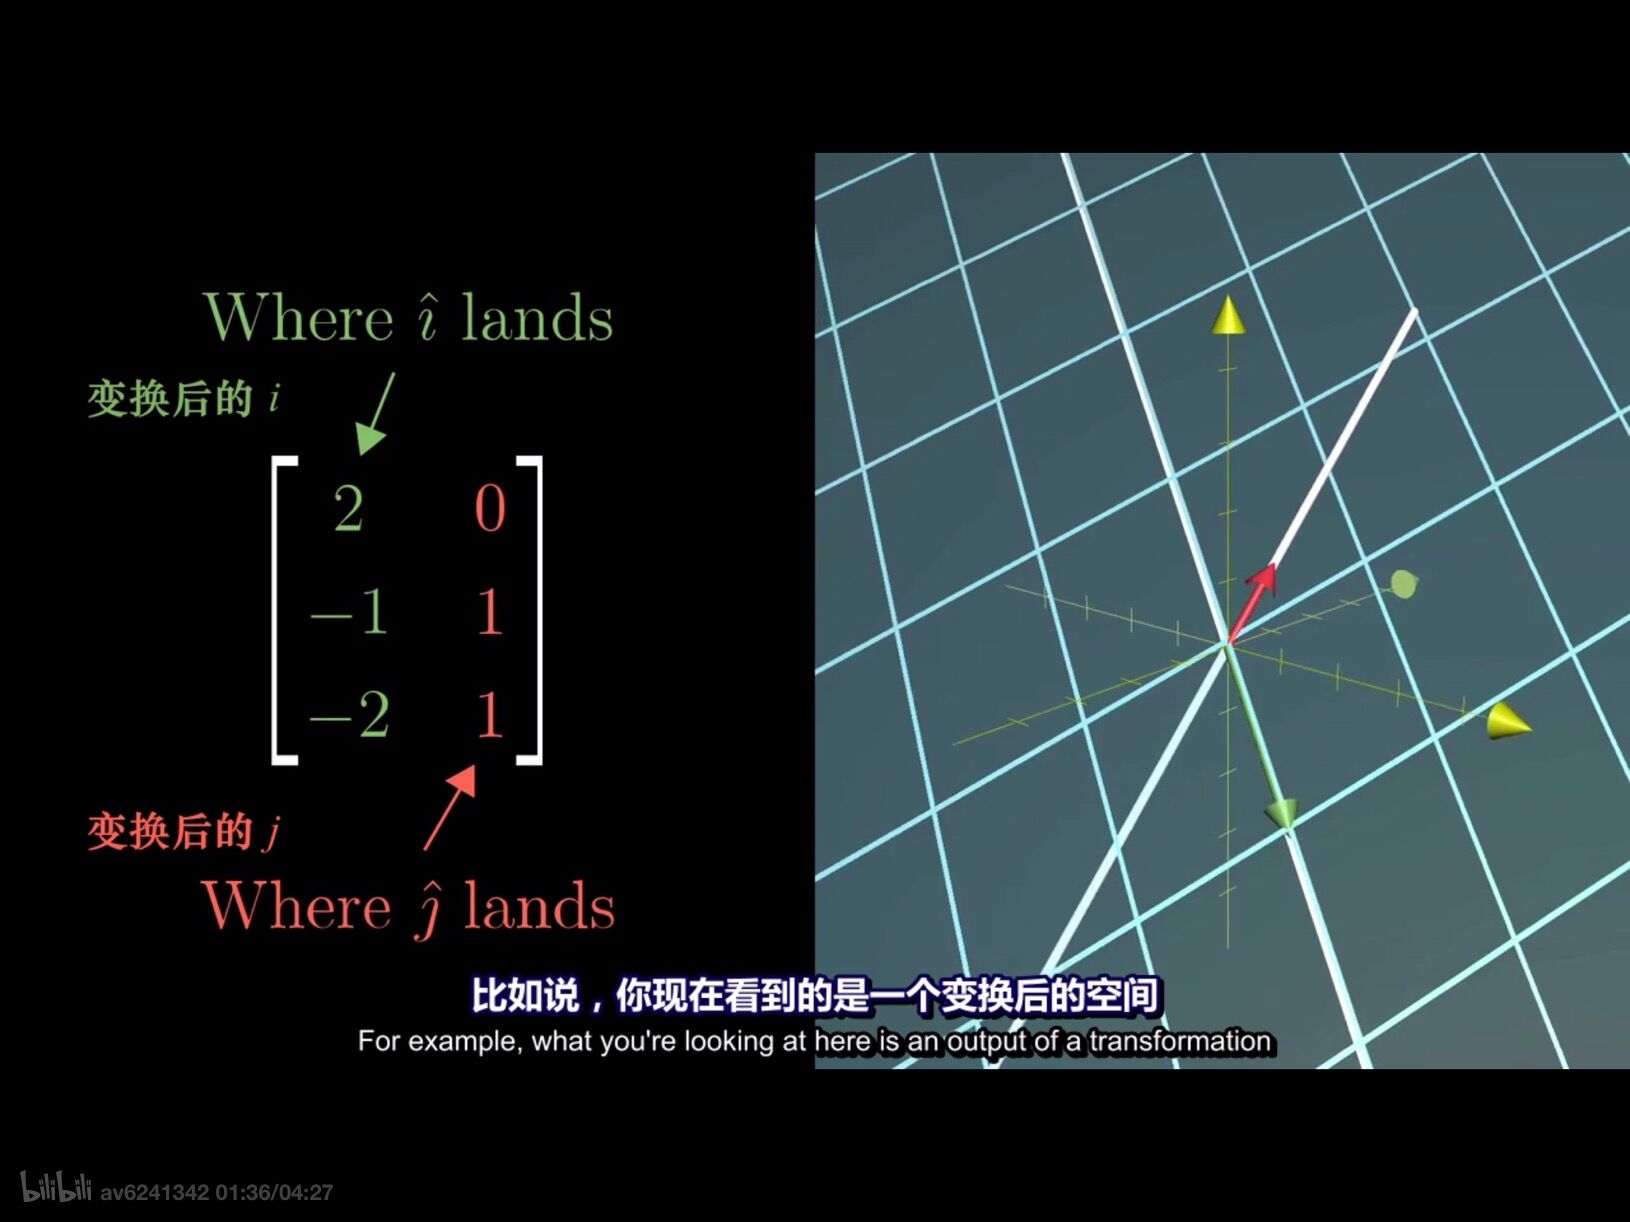 Where î lands
变换后的 i
2 0
−1 1
−2 1
变换后的 j
Where ĵ lands
比如说，你现在看到的是一个变换后的空间
For example, what you're looking at here is an output of a transformation
bilibili av6241342 01:36/04:27